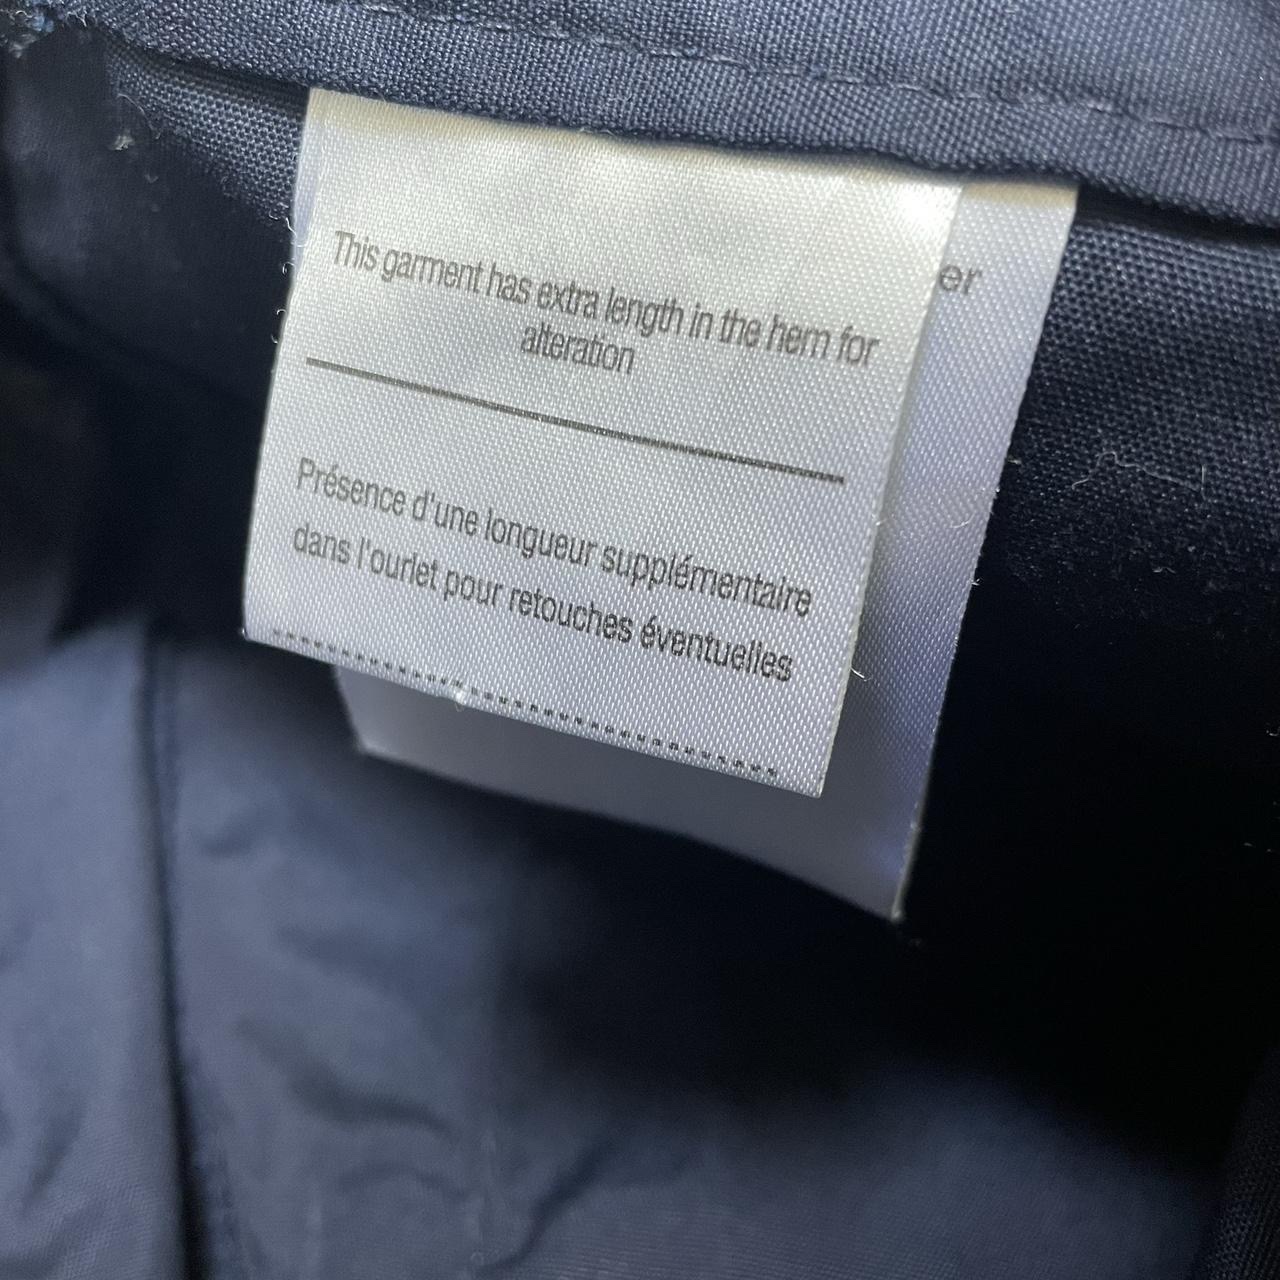 This garment has extra length in the hem for
alteration
Présence d'une longueur supplémentaire
dans l'ourlet pour retouches éventuelles
er